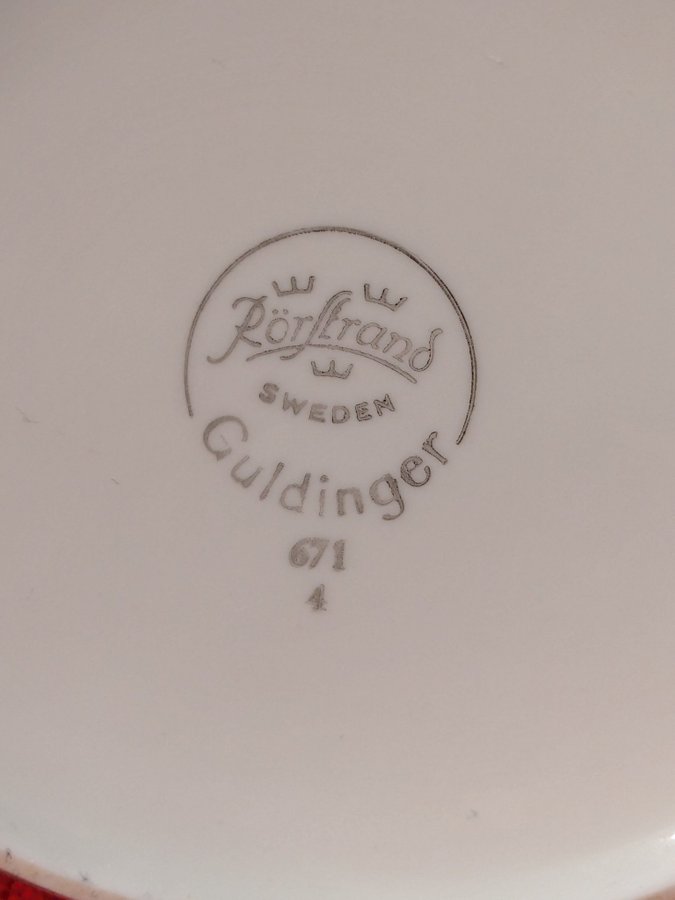 Rörstrand
SWEDEN
Guldinger
671
4